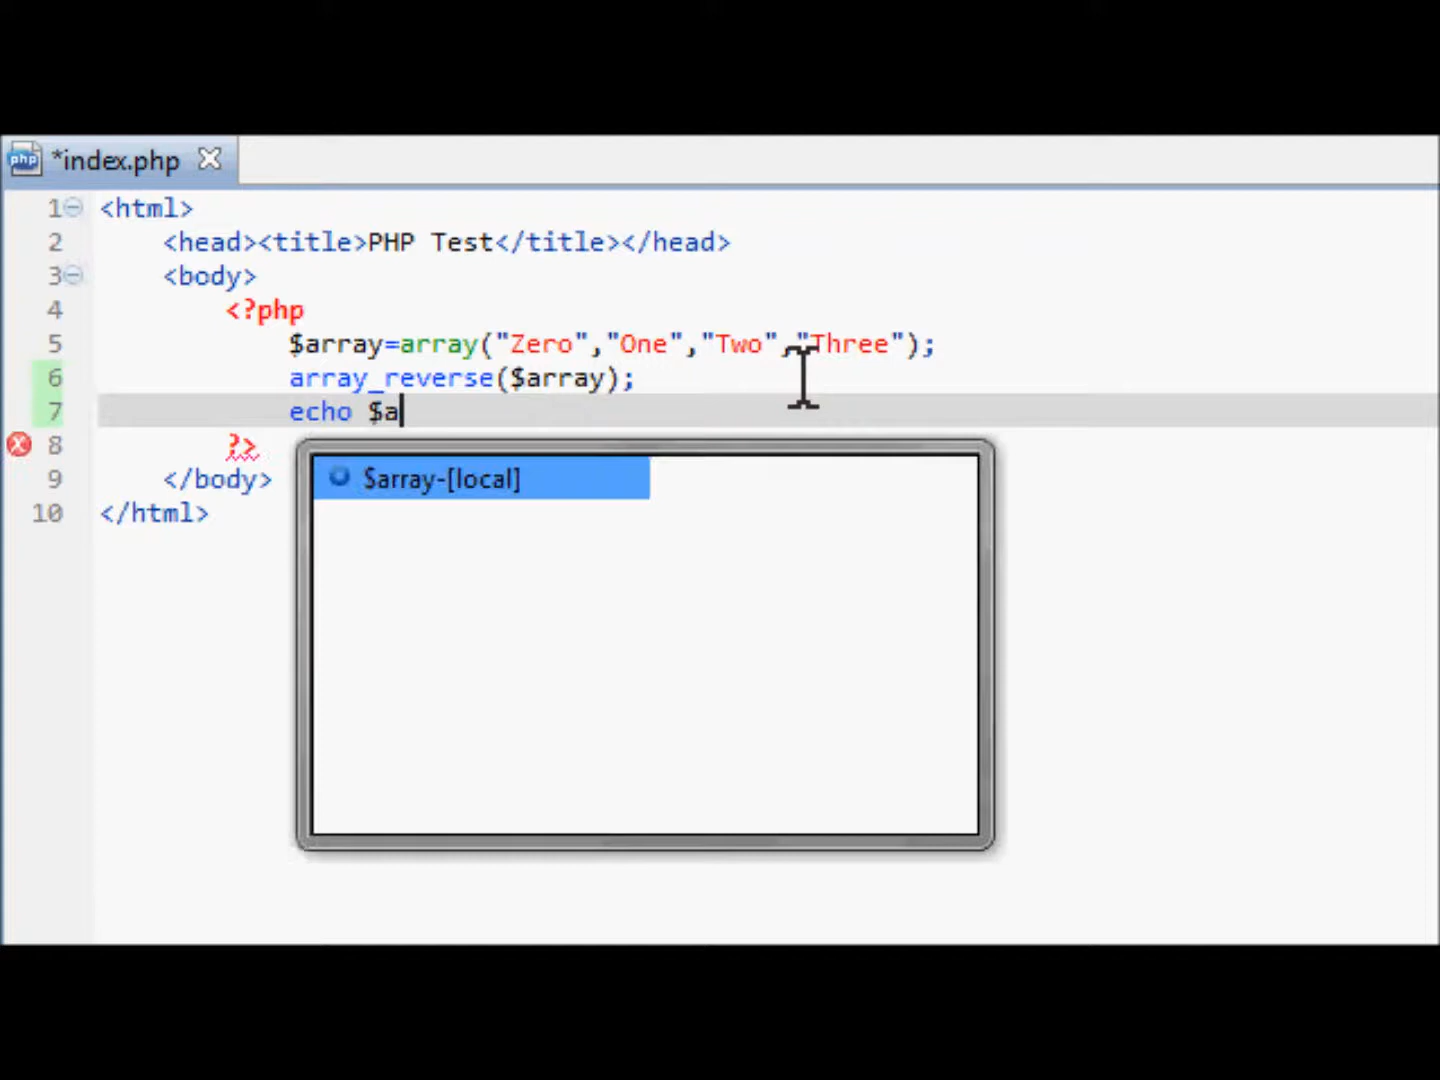 php *index.php
1 <html>
2 <head><title>PHP Test</title></head>
3 <body>
4 <?php
5 $array=array("Zero","One","Two","Three");
6 array_reverse($array);
7 echo $a
8 ?>
$array-[local]
9 </body>
10 </html>